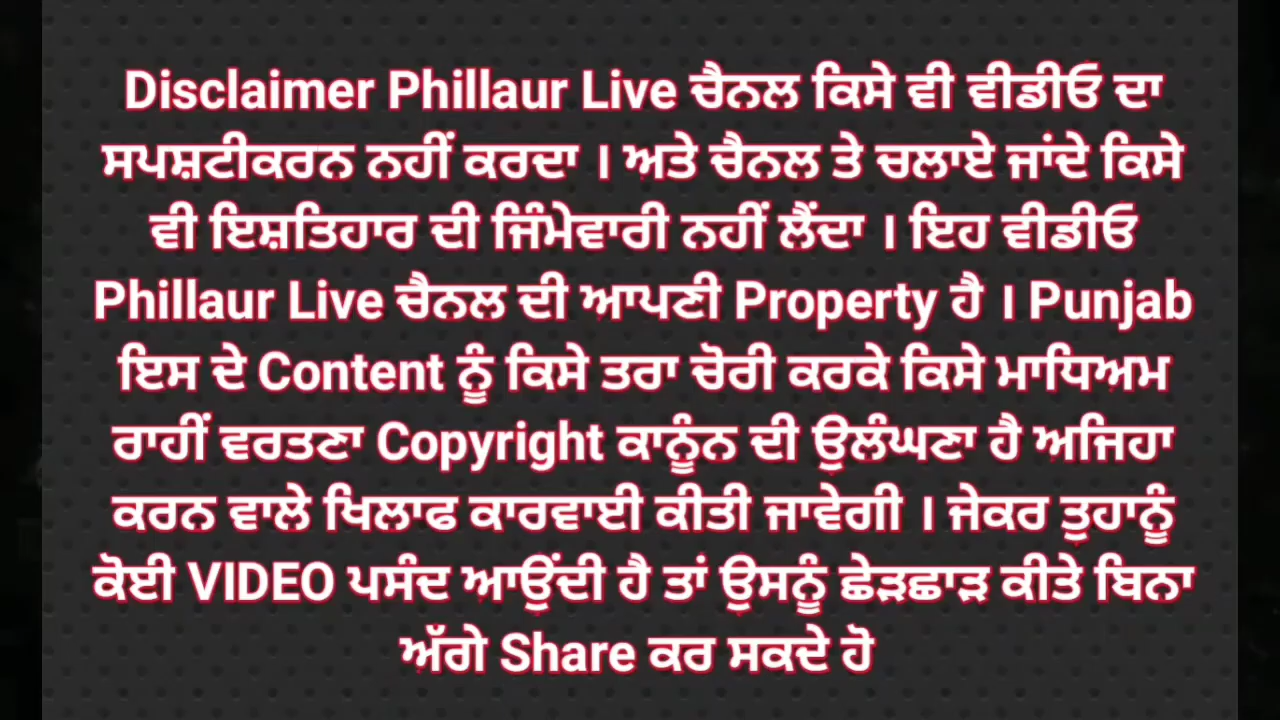 Disclaimer Phillaur Live ਚੈਨਲ ਕਿਸੇ ਵੀ ਵੀਡੀਓ ਦਾ
ਸਪਸ਼ਟੀਕਰਨ ਨਹੀਂ ਕਰਦਾ । ਅਤੇ ਚੈਨਲ ਤੇ ਚਲਾਏ ਜਾਂਦੇ ਕਿਸੇ
ਵੀ ਇਸ਼ਤਿਹਾਰ ਦੀ ਜਿੰਮੇਵਾਰੀ ਨਹੀਂ ਲੈਂਦਾ । ਇਹ ਵੀਡੀਓ
Phillaur Live ਚੈਨਲ ਦੀ ਆਪਣੀ Property ਹੈ । Punjab
ਇਸ ਦੇ Content ਨੂੰ ਕਿਸੇ ਤਰਾ ਚੋਰੀ ਕਰਕੇ ਕਿਸੇ ਮਾਧਿਅਮ
ਰਾਹੀਂ ਵਰਤਣਾ Copyright ਕਾਨੂੰਨ ਦੀ ਉਲੰਘਣਾ ਹੈ ਅਜਿਹਾ
ਕਰਨ ਵਾਲੇ ਖਿਲਾਫ ਕਾਰਵਾਈ ਕੀਤੀ ਜਾਵੇਗੀ । ਜੇਕਰ ਤੁਹਾਨੂੰ
ਕੋਈ VIDEO ਪਸੰਦ ਆਉਂਦੀ ਹੈ ਤਾਂ ਉਸਨੂੰ ਛੇੜਛਾੜ ਕੀਤੇ ਬਿਨਾ
ਅੱਗੇ Share ਕਰ ਸਕਦੇ ਹੋ